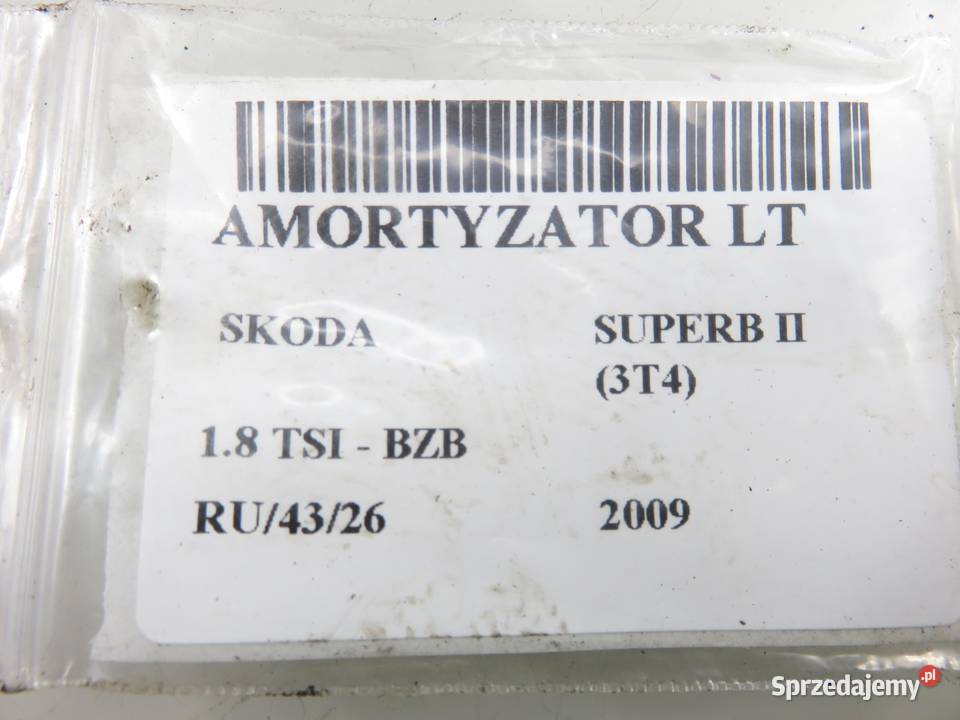 AMORTYZATOR LT
SKODA SUPERB II
(3T4)
1.8 TSI - BZB
RU/43/26 2009
Sprzedajemy.pl